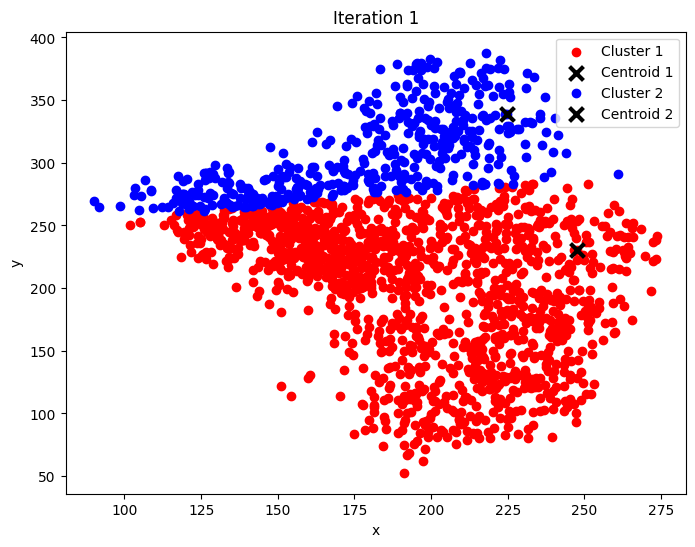 Iteration 1
Cluster 1
Centroid 1
Cluster 2
Centroid 2
400
350
300
250
200
150
100
50
y
100
125
150
175
200
225
250
275
x